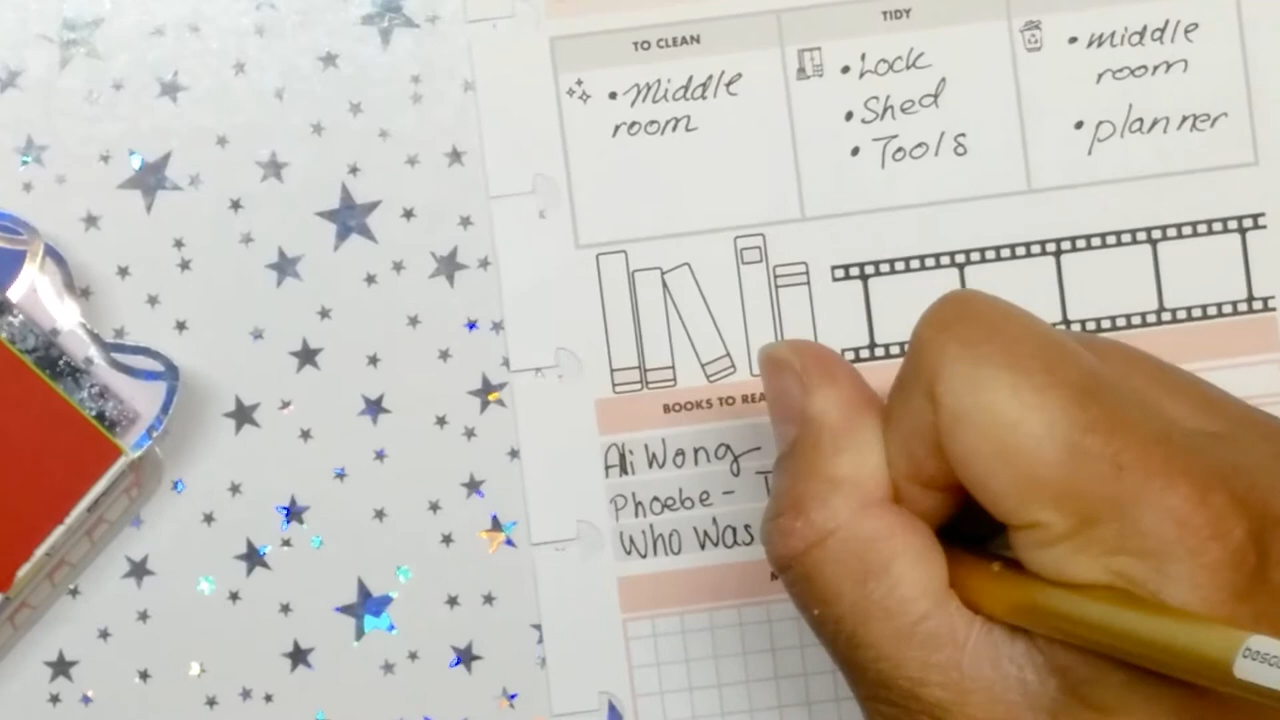 TO CLEAN
• Middle
room
TIDY
• Lock
• Shed
• Tools
• middle
room
• planner
BOOKS TO REA
Ali Wong
Phoebe -
Who Was